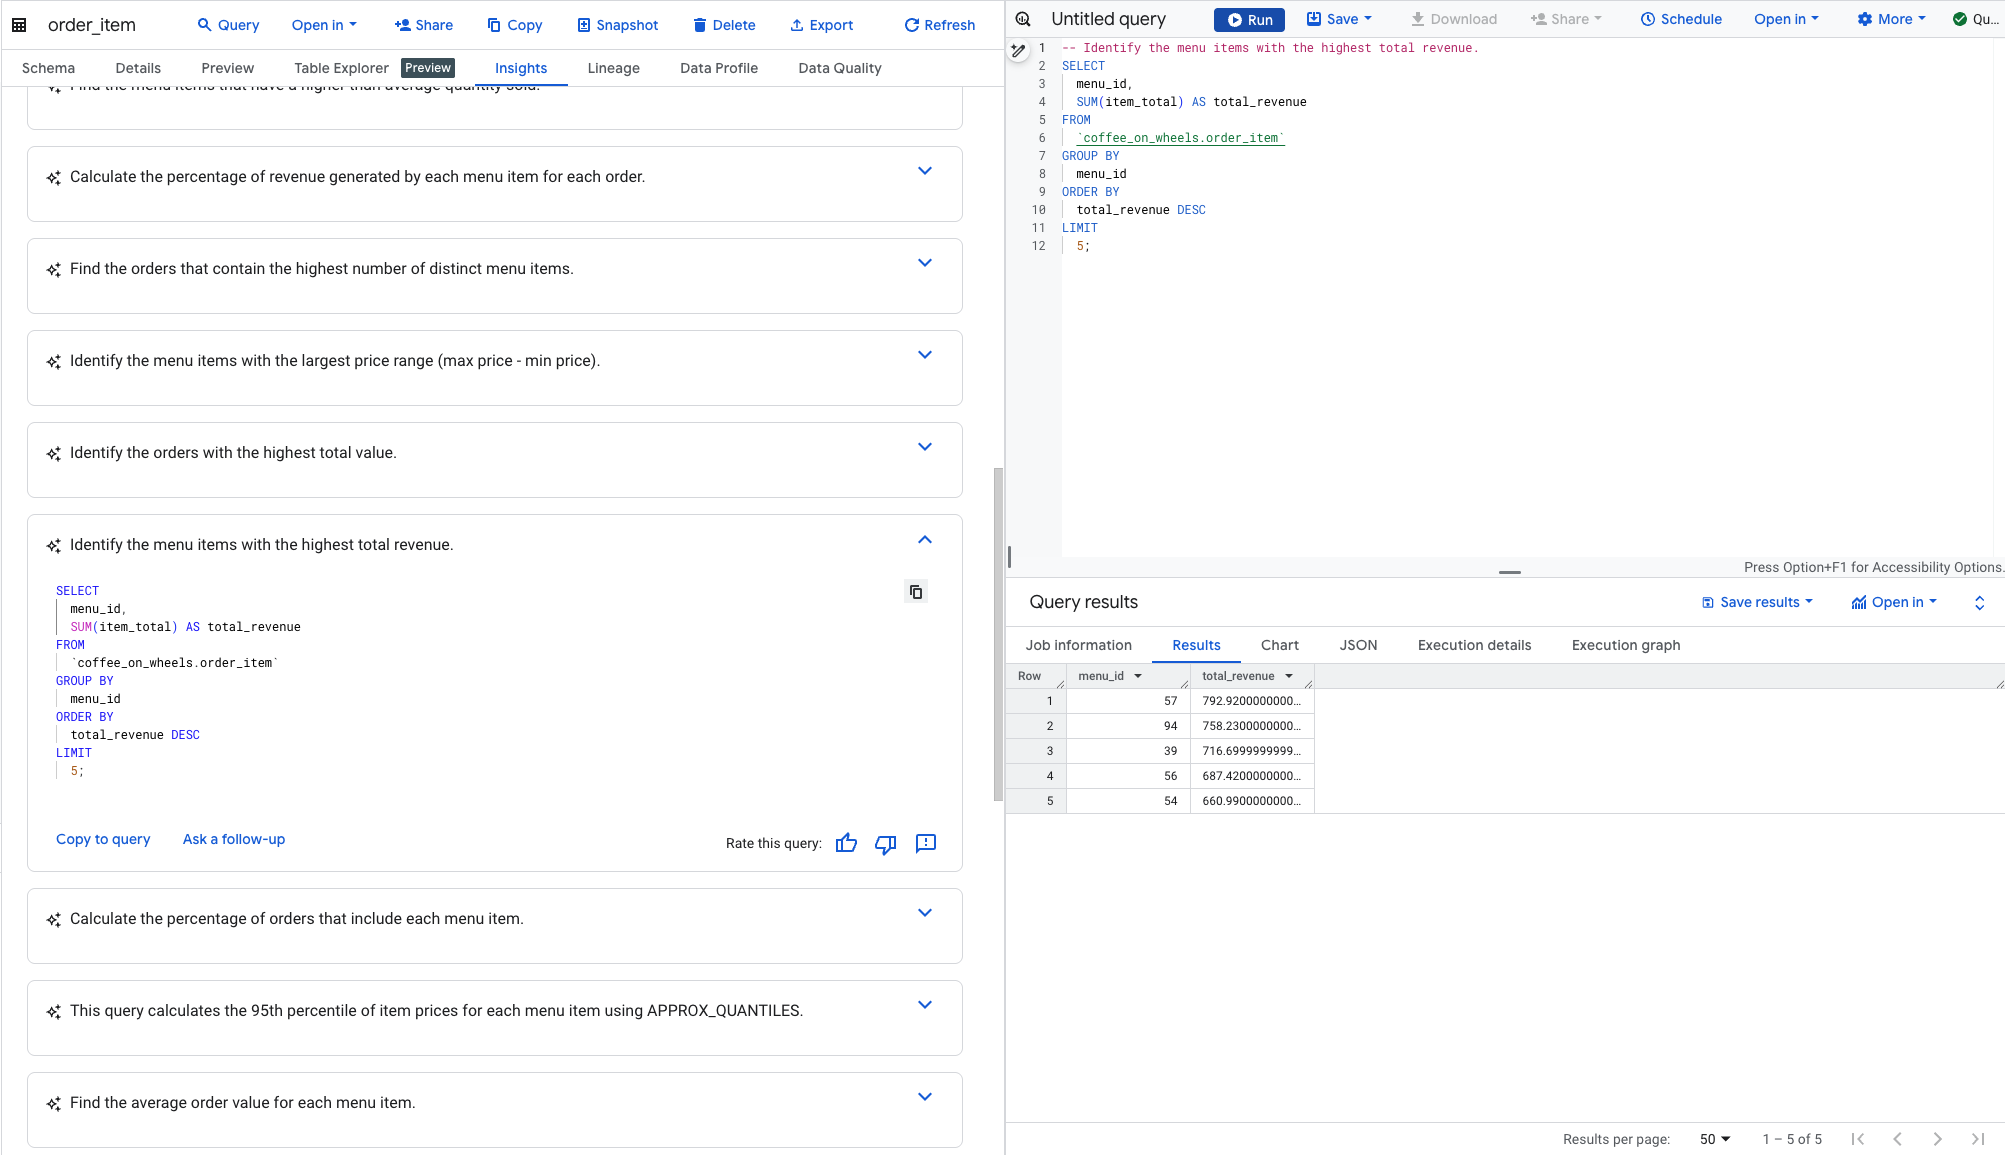 order_item
Query
Open in
Share
Copy
Snapshot
Delete
Export
Refresh
Schema
Details
Preview
Table Explorer
Preview
Insights
Lineage
Data Profile
Data Quality
Find the menu items that have a higher than average quantity sold.
Calculate the percentage of revenue generated by each menu item for each order.
Find the orders that contain the highest number of distinct menu items.
Identify the menu items with the largest price range (max price - min price).
Identify the orders with the highest total value.
Identify the menu items with the highest total revenue.
SELECT
menu_id,
SUM(item_total) AS total_revenue
FROM
`coffee_on_wheels.order_item`
GROUP BY
menu_id
ORDER BY
total_revenue DESC
LIMIT
5;
Copy to query
Ask a follow-up
Rate this query:
Calculate the percentage of orders that include each menu item.
This query calculates the 95th percentile of item prices for each menu item using APPROX_QUANTILES.
Find the average order value for each menu item.
Untitled query
Run
Save
Download
Share
Schedule
Open in
More
Qu...
1 -- Identify the menu items with the highest total revenue.
2 SELECT
3 menu_id,
4 SUM(item_total) AS total_revenue
5 FROM
6 `coffee_on_wheels.order_item`
7 GROUP BY
8 menu_id
9 ORDER BY
10 total_revenue DESC
11 LIMIT
12 5;
Press Option+F1 for Accessibility Options.
Query results
Save results
Open in
Job information
Results
Chart
JSON
Execution details
Execution graph
Row menu_id total_revenue
1 57 792.9200000000...
2 94 758.2300000000...
3 39 716.6999999999...
4 56 687.4200000000...
5 54 660.9900000000...
Results per page: 50 1 – 5 of 5